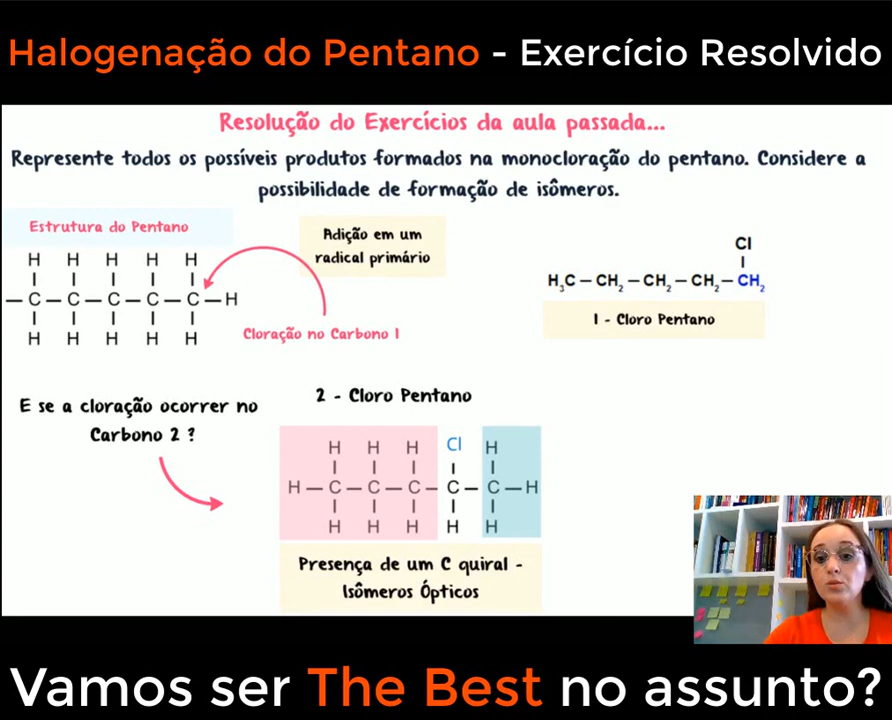 Halogenação do Pentano - Exercício Resolvido
Resolução do Exercícios da aula passada...
Represente todos os possíveis produtos formados na monocloração do pentano. Considere a
possibilidade de formação de isômeros.
Estrutura do Pentano
H H H H H
– C – C – C – C – C – H
H H H H H
Adição em um
radical primário
Cloração no Carbono 1
Cl
H₃C – CH₂ – CH₂ – CH₂ – CH₂
1 - Cloro Pentano
E se a cloração ocorrer no
Carbono 2 ?
2 - Cloro Pentano
H H H Cl H
H – C – C – C – C – C – H
H H H H H
Presença de um C quiral -
Isômeros Ópticos
Vamos ser The Best no assunto?